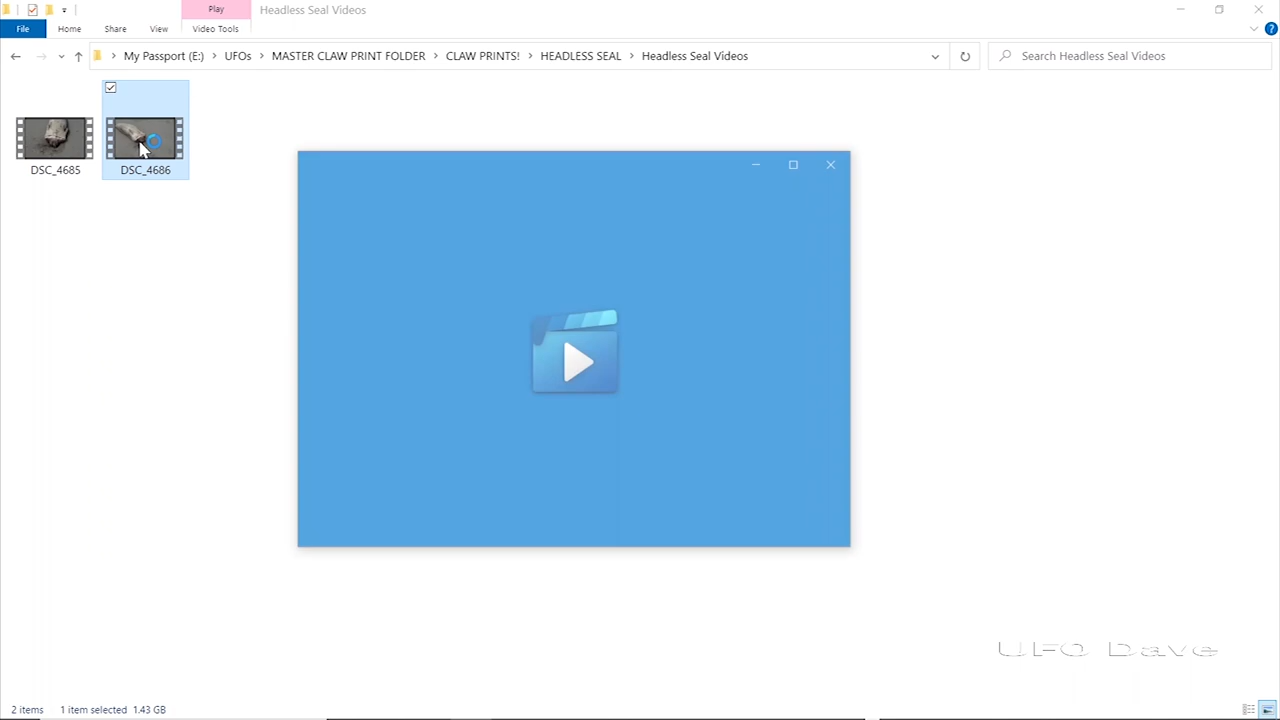 Play
Headless Seal Videos
File
Home
Share
View
Video Tools
My Passport (E:) > UFOs > MASTER CLAW PRINT FOLDER > CLAW PRINTS! > HEADLESS SEAL > Headless Seal Videos
Search Headless Seal Videos
DSC_4685
DSC_4686
UFO Dave
2 items
1 item selected 1.43 GB